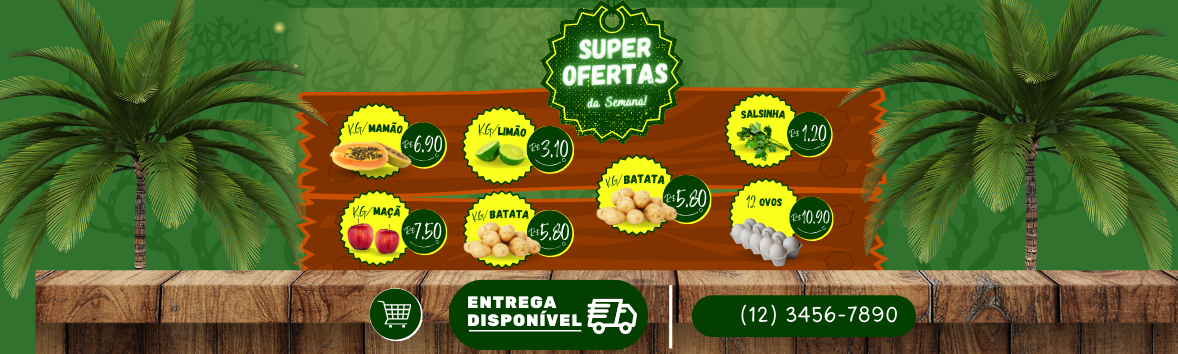 SUPER
OFERTAS
da Semana!
KG/MAMÃO
R$6,90
KG/LIMÃO
R$3,10
SALSINHA
R$1,20
KG/BATATA
R$5,80
KG/MAÇÃ
R$7,50
KG/BATATA
R$5,80
12 OVOS
R$10,90
ENTREGA
DISPONÍVEL
(12) 3456-7890